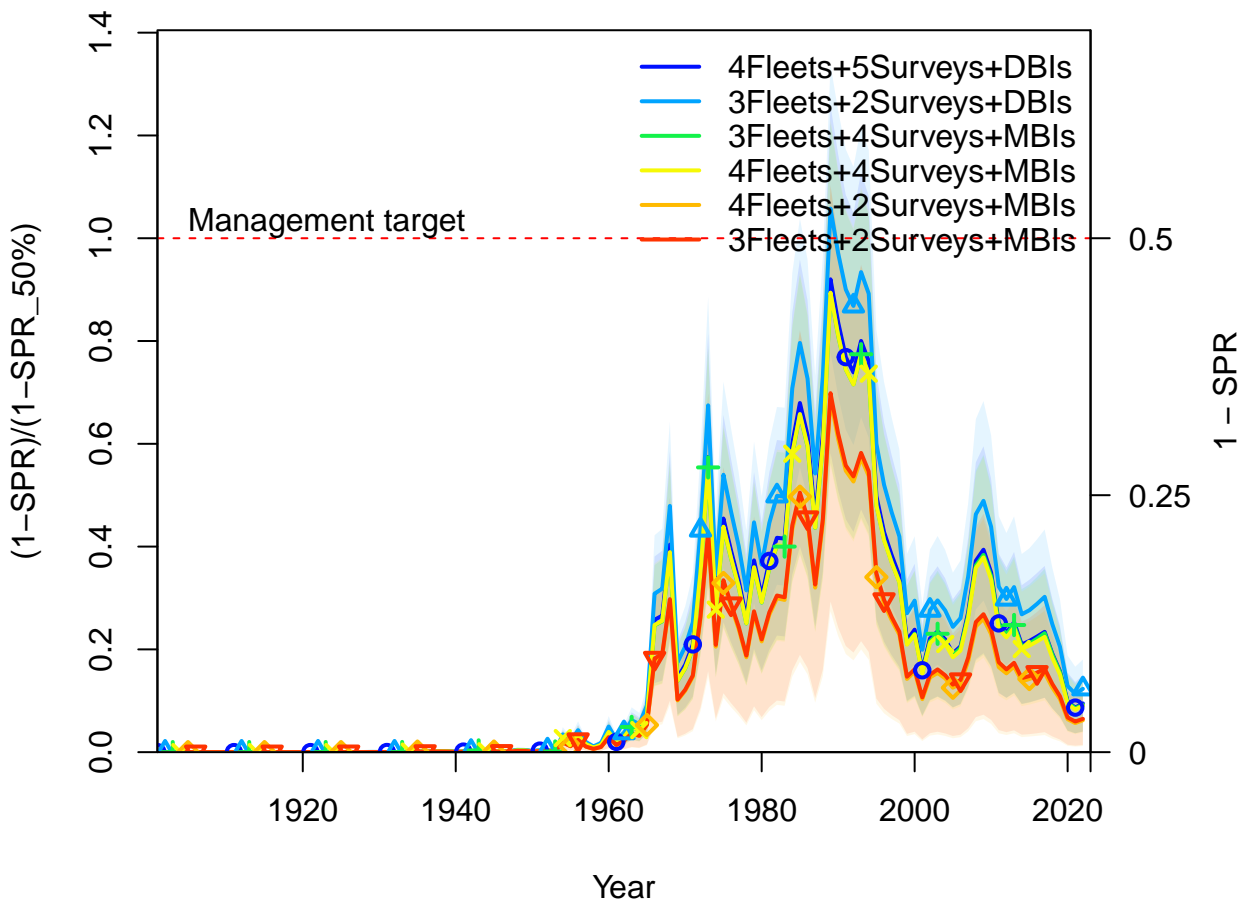 4Fleets+5Surveys+DBIs
3Fleets+2Surveys+DBIs
3Fleets+4Surveys+MBIs
4Fleets+4Surveys+MBIs
4Fleets+2Surveys+MBIs
3Fleets+2Surveys+MBIs
Management target
(1−SPR)/(1−SPR_50%)
1.4
1.2
1.0
0.8
0.6
0.4
0.2
0.0
0.5
0.25
0
1 − SPR
1920
1940
1960
1980
2000
2020
Year